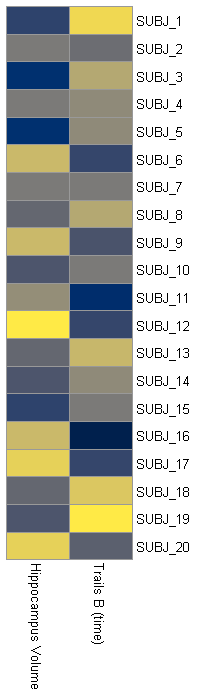 SUBJ_1
SUBJ_2
SUBJ_3
SUBJ_4
SUBJ_5
SUBJ_6
SUBJ_7
SUBJ_8
SUBJ_9
SUBJ_10
SUBJ_11
SUBJ_12
SUBJ_13
SUBJ_14
SUBJ_15
SUBJ_16
SUBJ_17
SUBJ_18
SUBJ_19
SUBJ_20
Hippocampus Volume
Trails B (time)